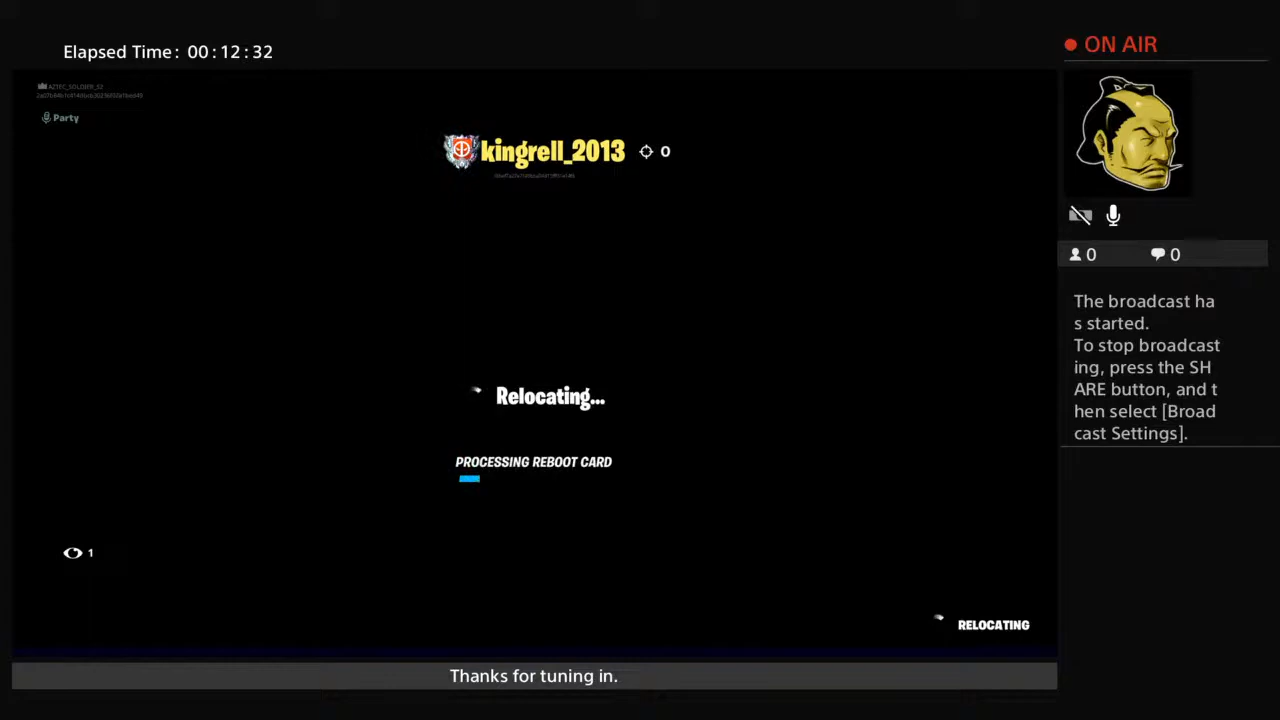 Elapsed Time: 00:12:32
ON AIR
AZTEC_SOLDIER_52
Party
kingrell_2013 0
0 0
The broadcast ha
s started.
To stop broadcast
ing, press the SH
ARE button, and t
hen select [Broad
cast Settings].
Relocating...
PROCESSING REBOOT CARD
1
RELOCATING
Thanks for tuning in.